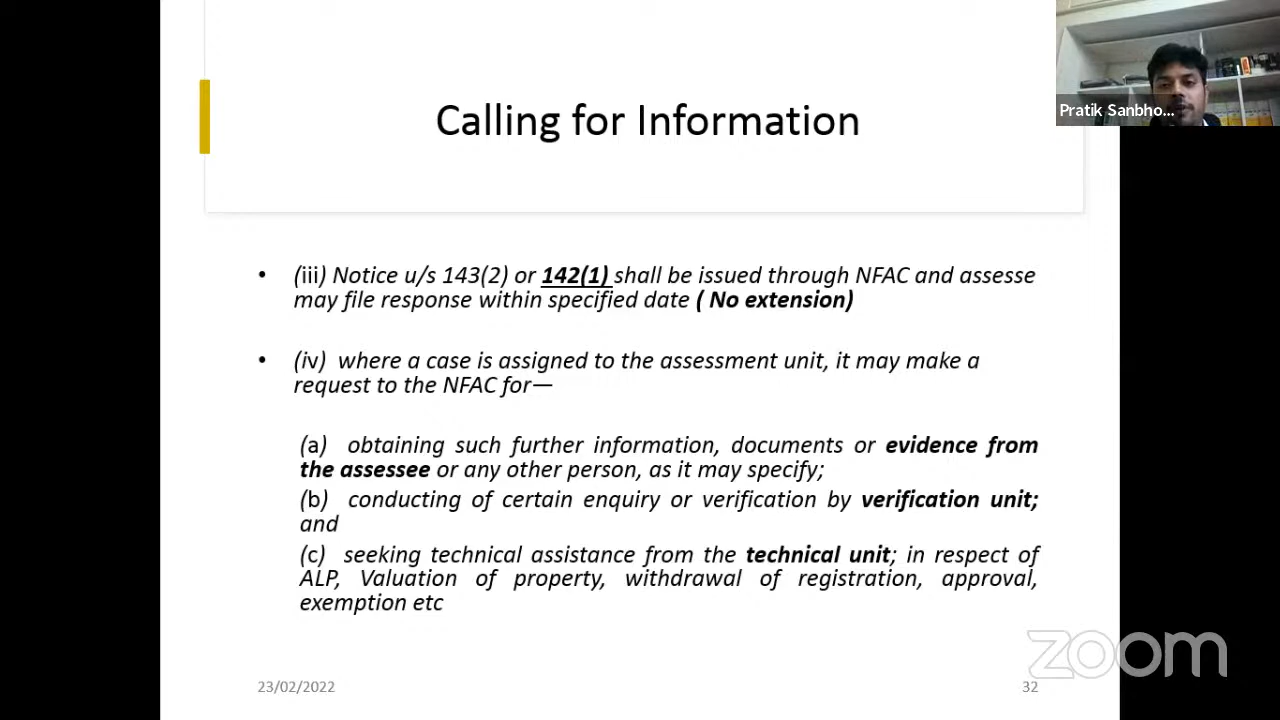 Calling for Information
Pratik Sanbho...
• (iii) Notice u/s 143(2) or 142(1) shall be issued through NFAC and assesse
may file response within specified date ( No extension)
• (iv) where a case is assigned to the assessment unit, it may make a
request to the NFAC for—
(a) obtaining such further information, documents or evidence from
the assessee or any other person, as it may specify;
(b) conducting of certain enquiry or verification by verification unit;
and
(c) seeking technical assistance from the technical unit; in respect of
ALP, Valuation of property, withdrawal of registration, approval,
exemption etc
zoom
23/02/2022
32